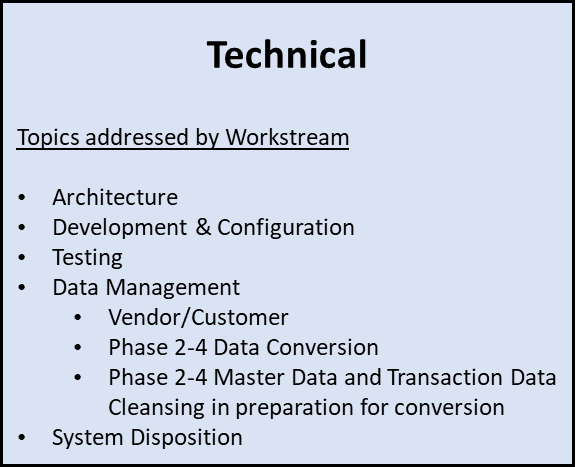 Technical
Topics addressed by Workstream
• Architecture
• Development & Configuration
• Testing
• Data Management
• Vendor/Customer
• Phase 2-4 Data Conversion
• Phase 2-4 Master Data and Transaction Data
Cleansing in preparation for conversion
• System Disposition